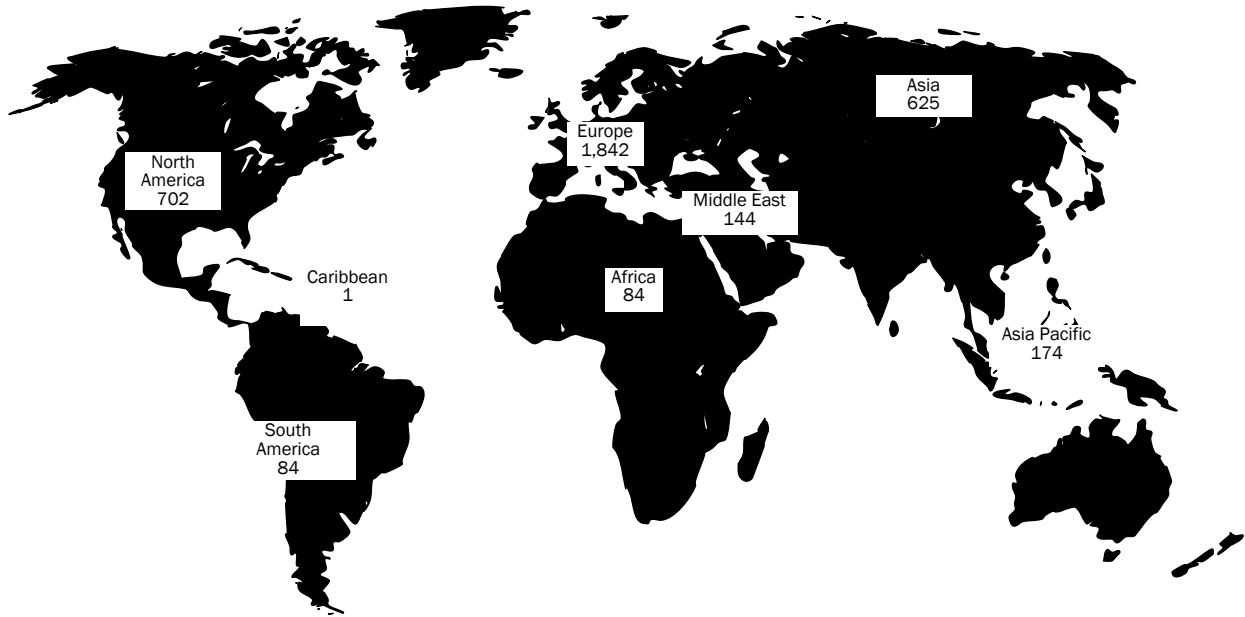 Asia
625
Europe
1,842
North
America
702
Middle East
144
Caribbean
1
Africa
84
Asia Pacific
174
South
America
84